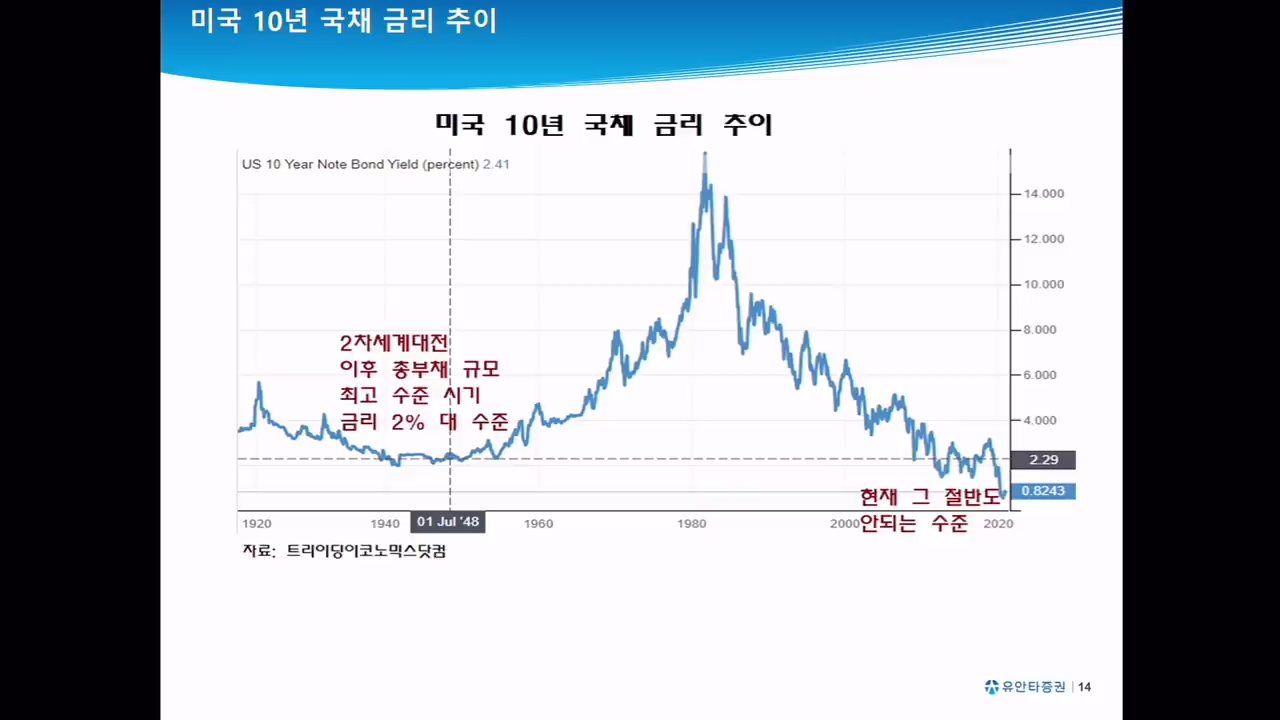 미국 10년 국채 금리 추이
미국 10년 국채 금리 추이
US 10 Year Note Bond Yield (percent) 2.41
14.000
12.000
10.000
8.000
6.000
4.000
2.29
0.8243
2차세계대전
이후 총부채 규모
최고 수준 시기
금리 2% 대 수준
현재 그 절반도
안되는 수준
1920
1940
01 Jul '48
1960
1980
2000
2020
자료: 트리이딩이코노믹스닷컴
유안타증권 | 14